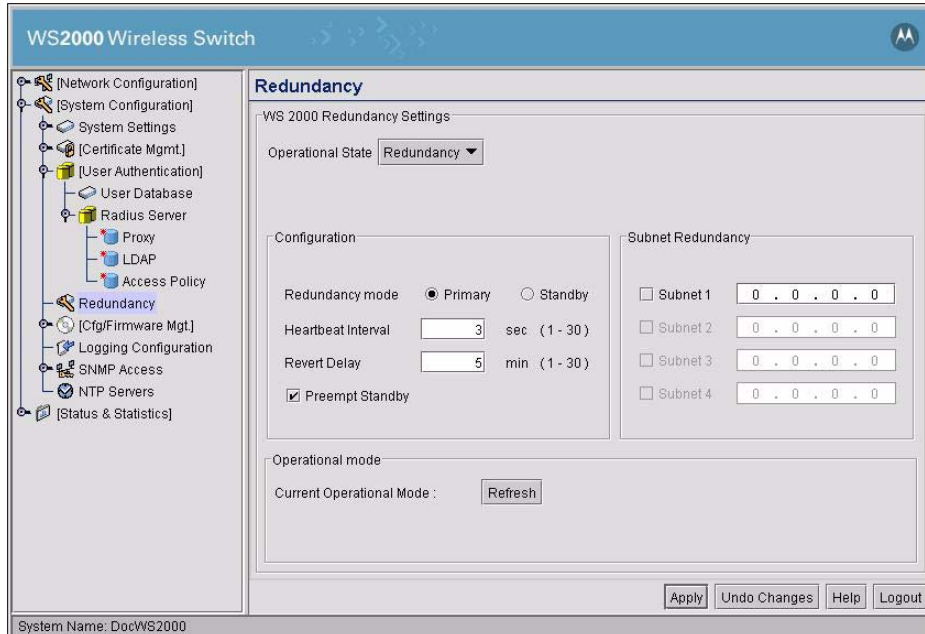 WS2000 Wireless Switch
[Network Configuration]
[System Configuration]
System Settings
[Certificate Mgmt.]
[User Authentication]
User Database
Radius Server
Proxy
LDAP
Access Policy
Redundancy
[Cfg/Firmware Mgt.]
Logging Configuration
SNMP Access
NTP Servers
[Status & Statistics]
Redundancy
WS 2000 Redundancy Settings
Operational State Redundancy
Configuration
Redundancy mode Primary Standby
Heartbeat Interval 3 sec (1 - 30)
Revert Delay 5 min (1 - 30)
Preempt Standby
Subnet Redundancy
Subnet 1 0 . 0 . 0 . 0
Subnet 2 0 . 0 . 0 . 0
Subnet 3 0 . 0 . 0 . 0
Subnet 4 0 . 0 . 0 . 0
Operational mode
Current Operational Mode : Refresh
Apply Undo Changes Help Logout
System Name: DocWS2000